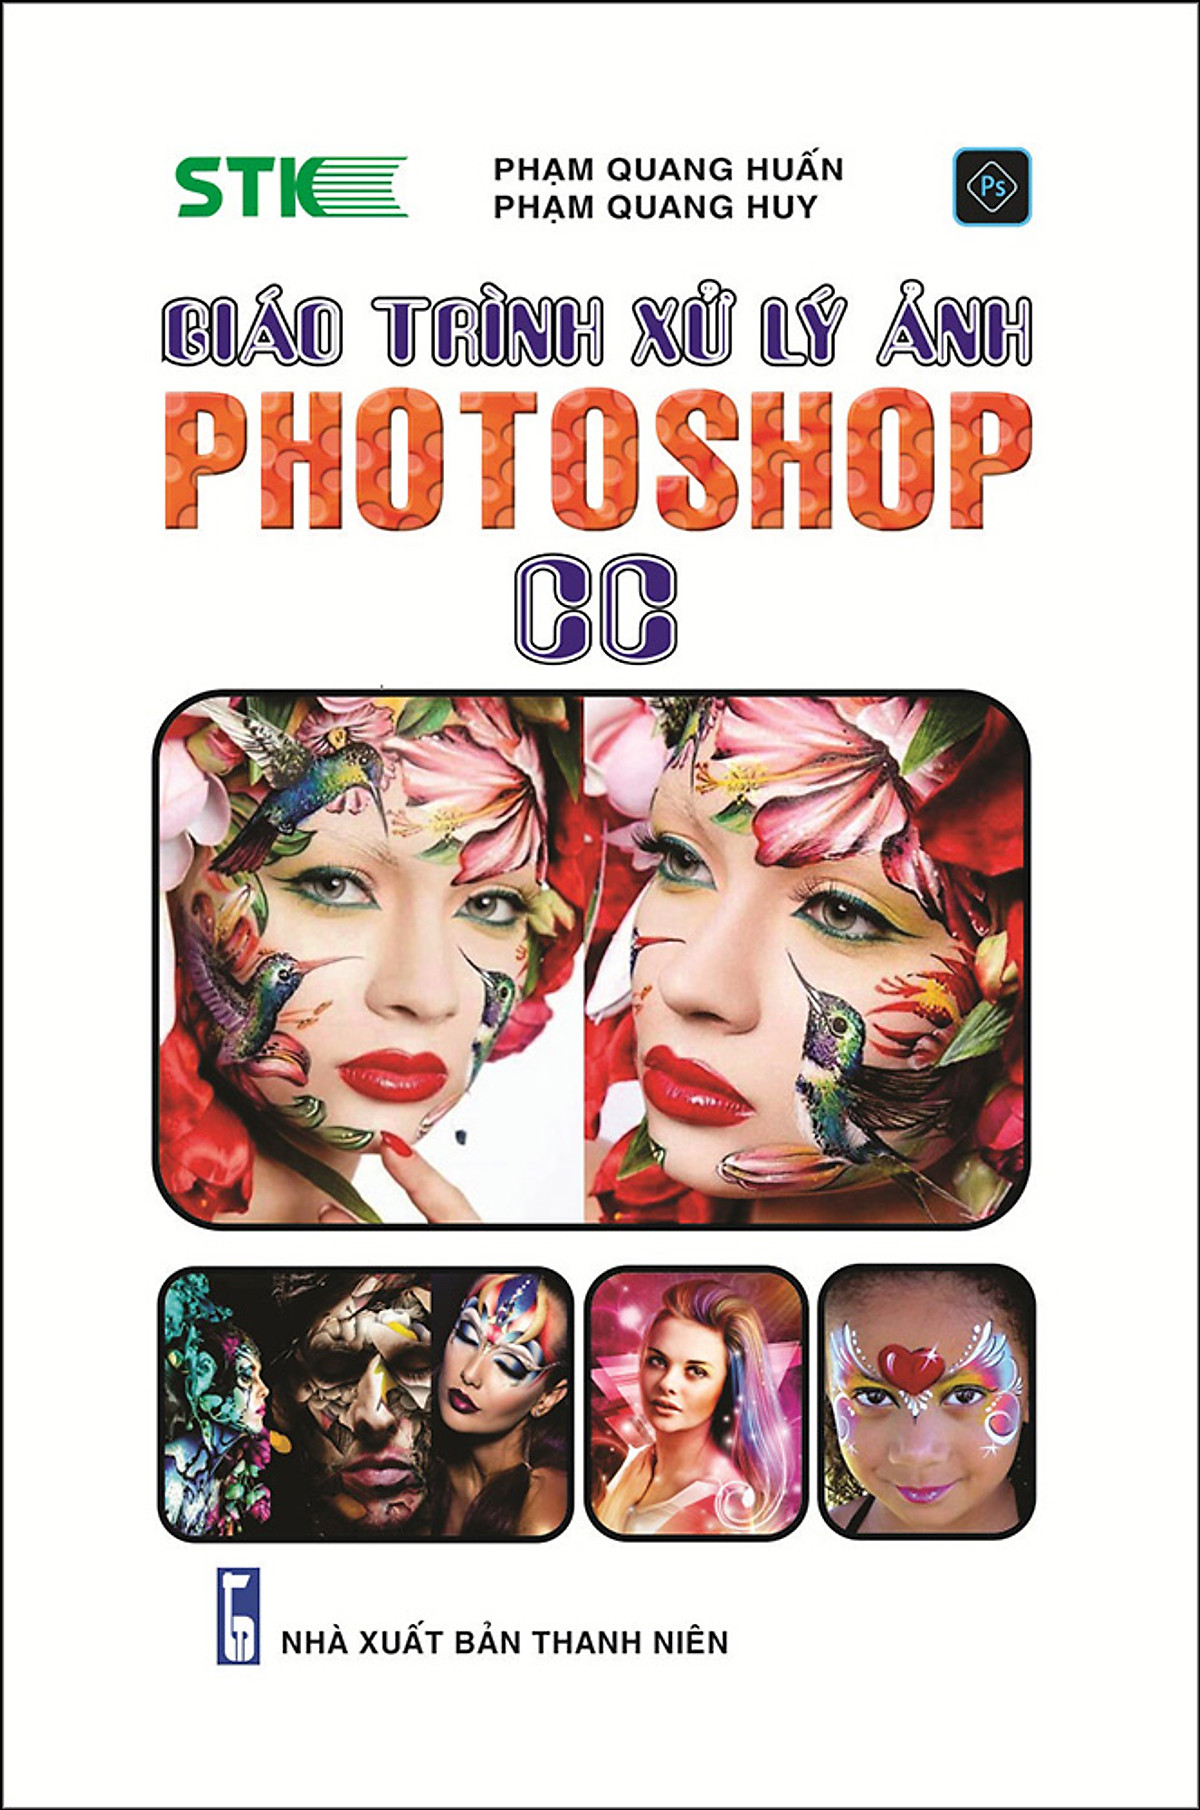 STK
PHẠM QUANG HUẤN
PHẠM QUANG HUY
Ps
GIÁO TRÌNH XỬ LÝ ẢNH
PHOTOSHOP
CC
NHÀ XUẤT BẢN THANH NIÊN